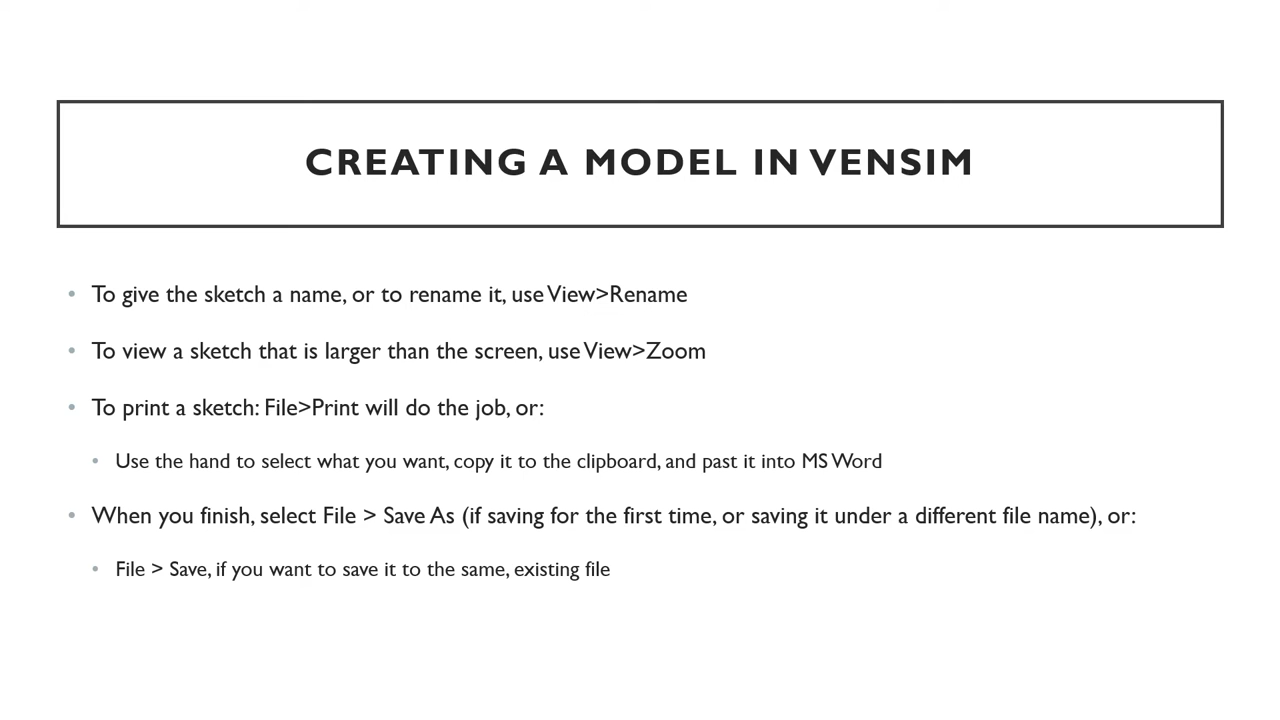 CREATING A MODEL IN VENSIM
• To give the sketch a name, or to rename it, use View>Rename
• To view a sketch that is larger than the screen, use View>Zoom
• To print a sketch: File>Print will do the job, or:
• Use the hand to select what you want, copy it to the clipboard, and past it into MS Word
• When you finish, select File > Save As (if saving for the first time, or saving it under a different file name), or:
• File > Save, if you want to save it to the same, existing file